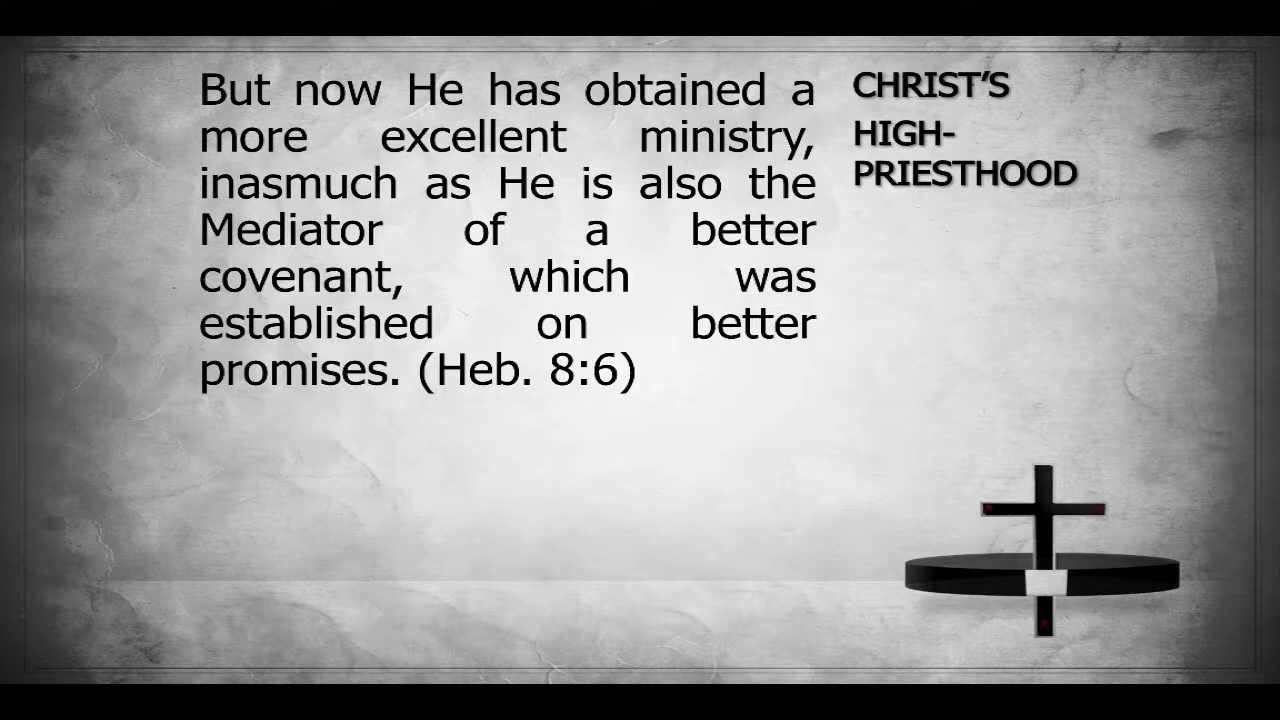 But now He has obtained a
more excellent ministry,
inasmuch as He is also the
Mediator of a better
covenant, which was
established on better
promises. (Heb. 8:6)
CHRIST’S
HIGH-
PRIESTHOOD